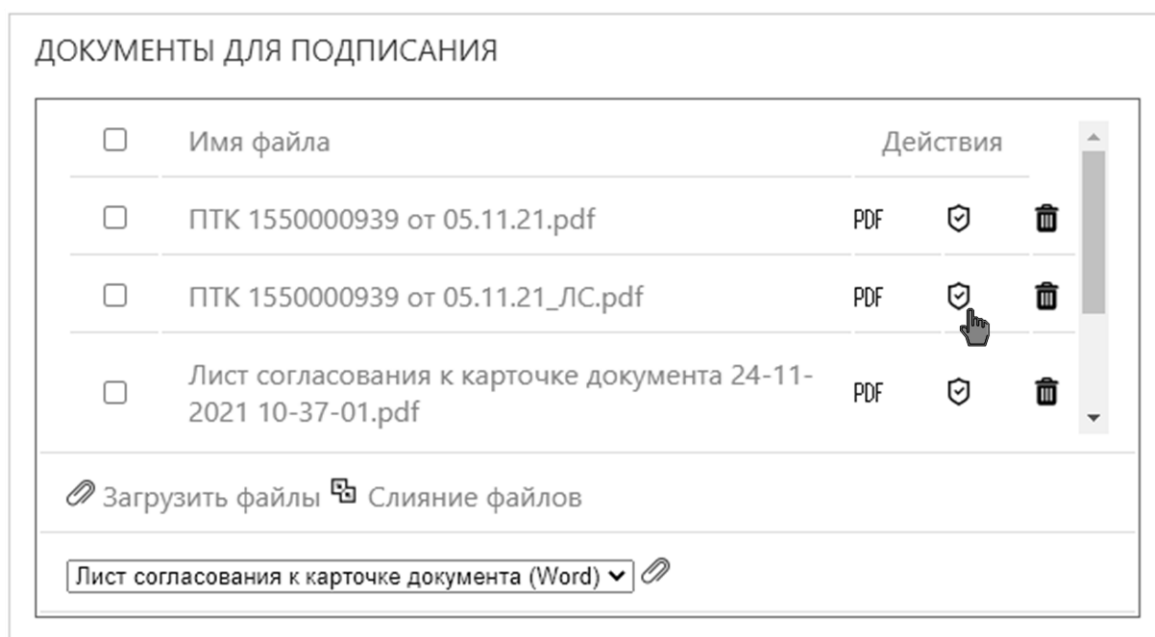 ДОКУМЕНТЫ ДЛЯ ПОДПИСАНИЯ
Имя файла Действия
ПТК 1550000939 от 05.11.21.pdf PDF
ПТК 1550000939 от 05.11.21_ЛС.pdf PDF
Лист согласования к карточке документа 24-11- PDF
2021 10-37-01.pdf
Загрузить файлы Слияние файлов
Лист согласования к карточке документа (Word)